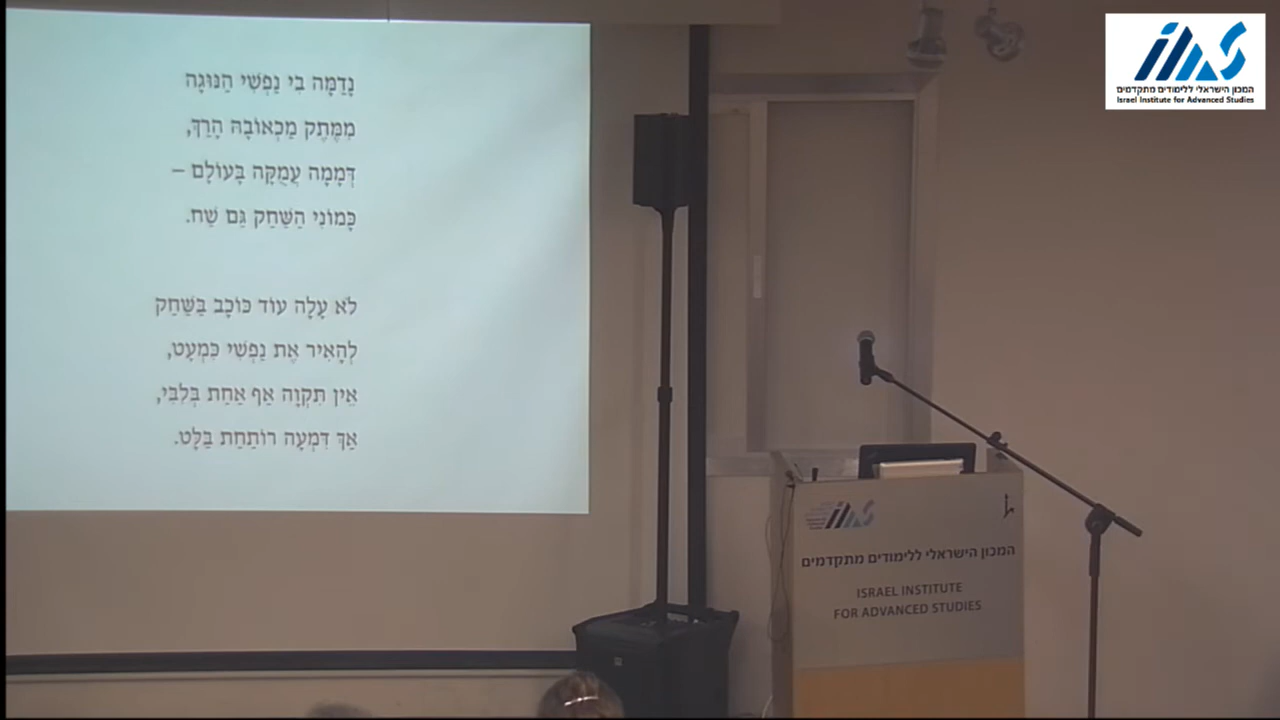 נָדַמָּה בִי נַפְשִׁי הַנּוּגָה
מִמֶּתֶק מַכְאוֹבָהּ הָרַךְ,
דְּמָמָה עֲמֻקָּה בָּעוֹלָם –
כָּמוֹנִי הַשַּׁחַק גַּם שַׁח.
לֹא עָלָה עוֹד כּוֹכָב בַּשַּׁחַק
לְהָאִיר אֶת נַפְשִׁי כִּמְעָט,
אֵין תִּקְוָה אַף אַחַת בְּלִבִּי,
אַךְ דִּמְעָה רוֹתַחַת בַּלָּט.
המכון הישראלי ללימודים מתקדמים
Israel Institute for Advanced Studies
המכון הישראלי ללימודים מתקדמים
ISRAEL INSTITUTE
FOR ADVANCED STUDIES